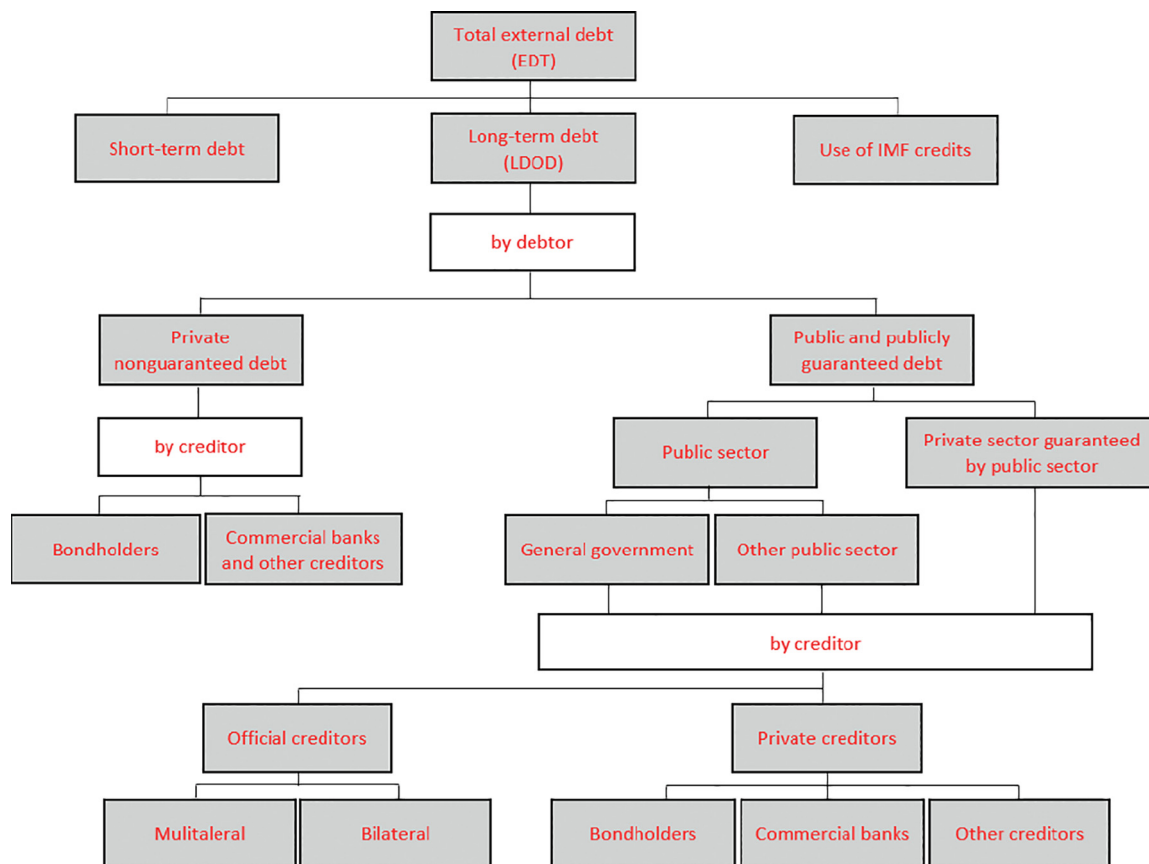 Total external debt
(EDT)
Short-term debt
Long-term debt
(LDOD)
Use of IMF credits
by debtor
Private
nonguaranteed debt
Public and publicly
guaranteed debt
by creditor
Public sector
Private sector guaranteed
by public sector
Bondholders
Commercial banks
and other creditors
General government
Other public sector
by creditor
Official creditors
Private creditors
Mulitaleral
Bilateral
Bondholders
Commercial banks
Other creditors